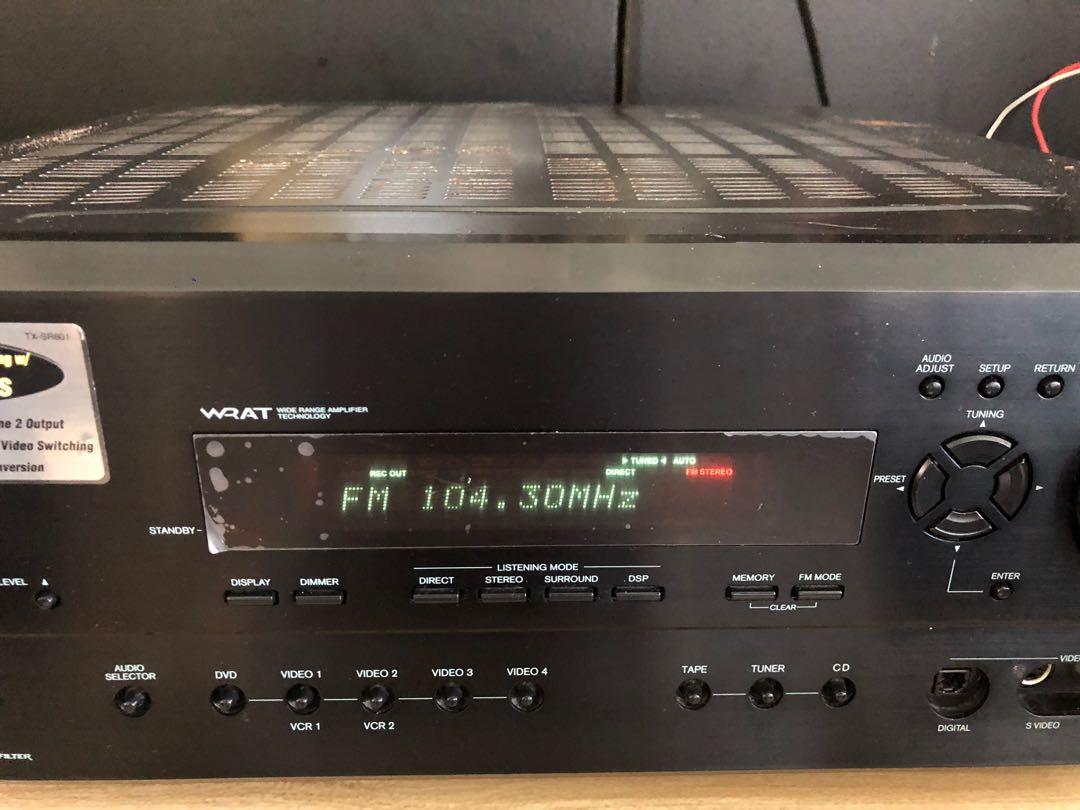 TX-SR601
ng w/
S
ne 2 Output
Video Switching
nversion
AUDIO
ADJUST
SETUP
RETURN
TUNING
WRAT WIDE RANGE AMPLIFIER
TECHNOLOGY
TUNED AUTO
REC OUT DIRECT FM STEREO
FM 104.30MHz
PRESET
STANDBY
LISTENING MODE
LEVEL
DISPLAY DIMMER DIRECT STEREO SURROUND DSP MEMORY FM MODE
CLEAR
ENTER
AUDIO
SELECTOR
DVD VIDEO 1 VIDEO 2 VIDEO 3 VIDEO 4
TAPE TUNER CD
VIDE
VCR 1 VCR 2
DIGITAL S VIDEO
FILTER